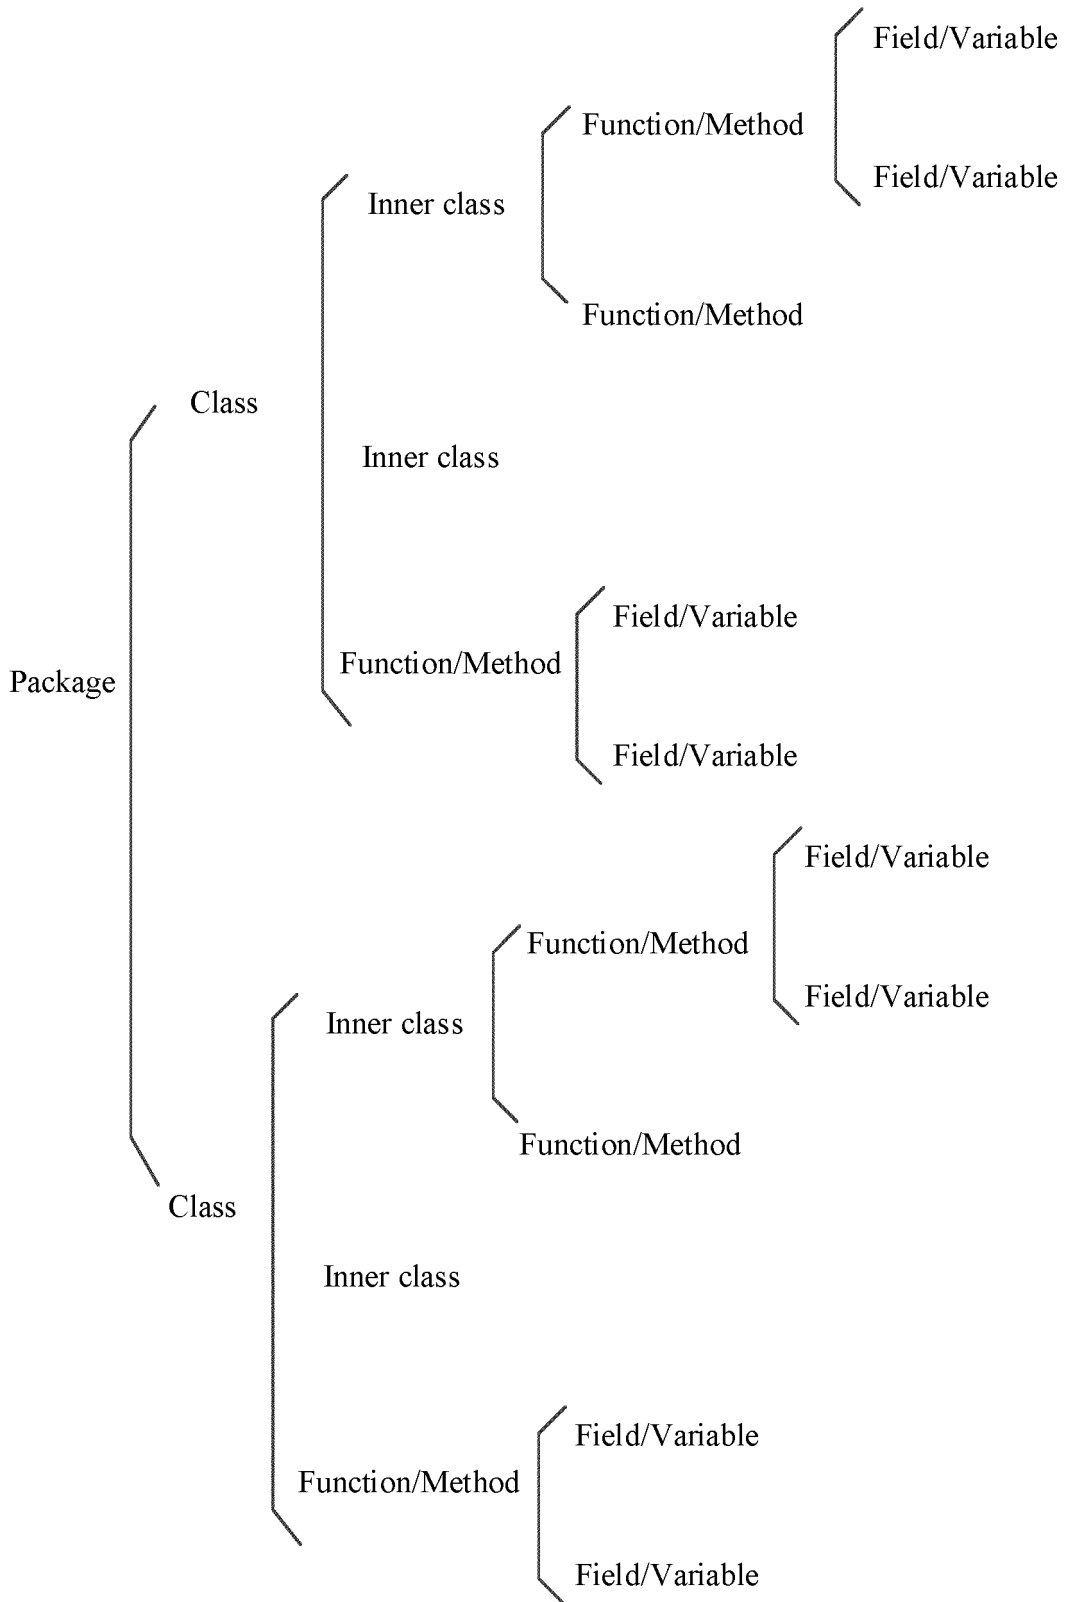 Field/Variable
Function/Method
Field/Variable
Inner class
Function/Method
Class
Inner class
Field/Variable
Function/Method
Package
Field/Variable
Field/Variable
Function/Method
Field/Variable
Inner class
Function/Method
Class
Inner class
Field/Variable
Function/Method
Field/Variable